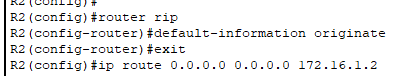 R2(config)#
R2(config)#router rip
R2(config-router)#default-information originate
R2(config-router)#exit
R2(config)#ip route 0.0.0.0 0.0.0.0 172.16.1.2